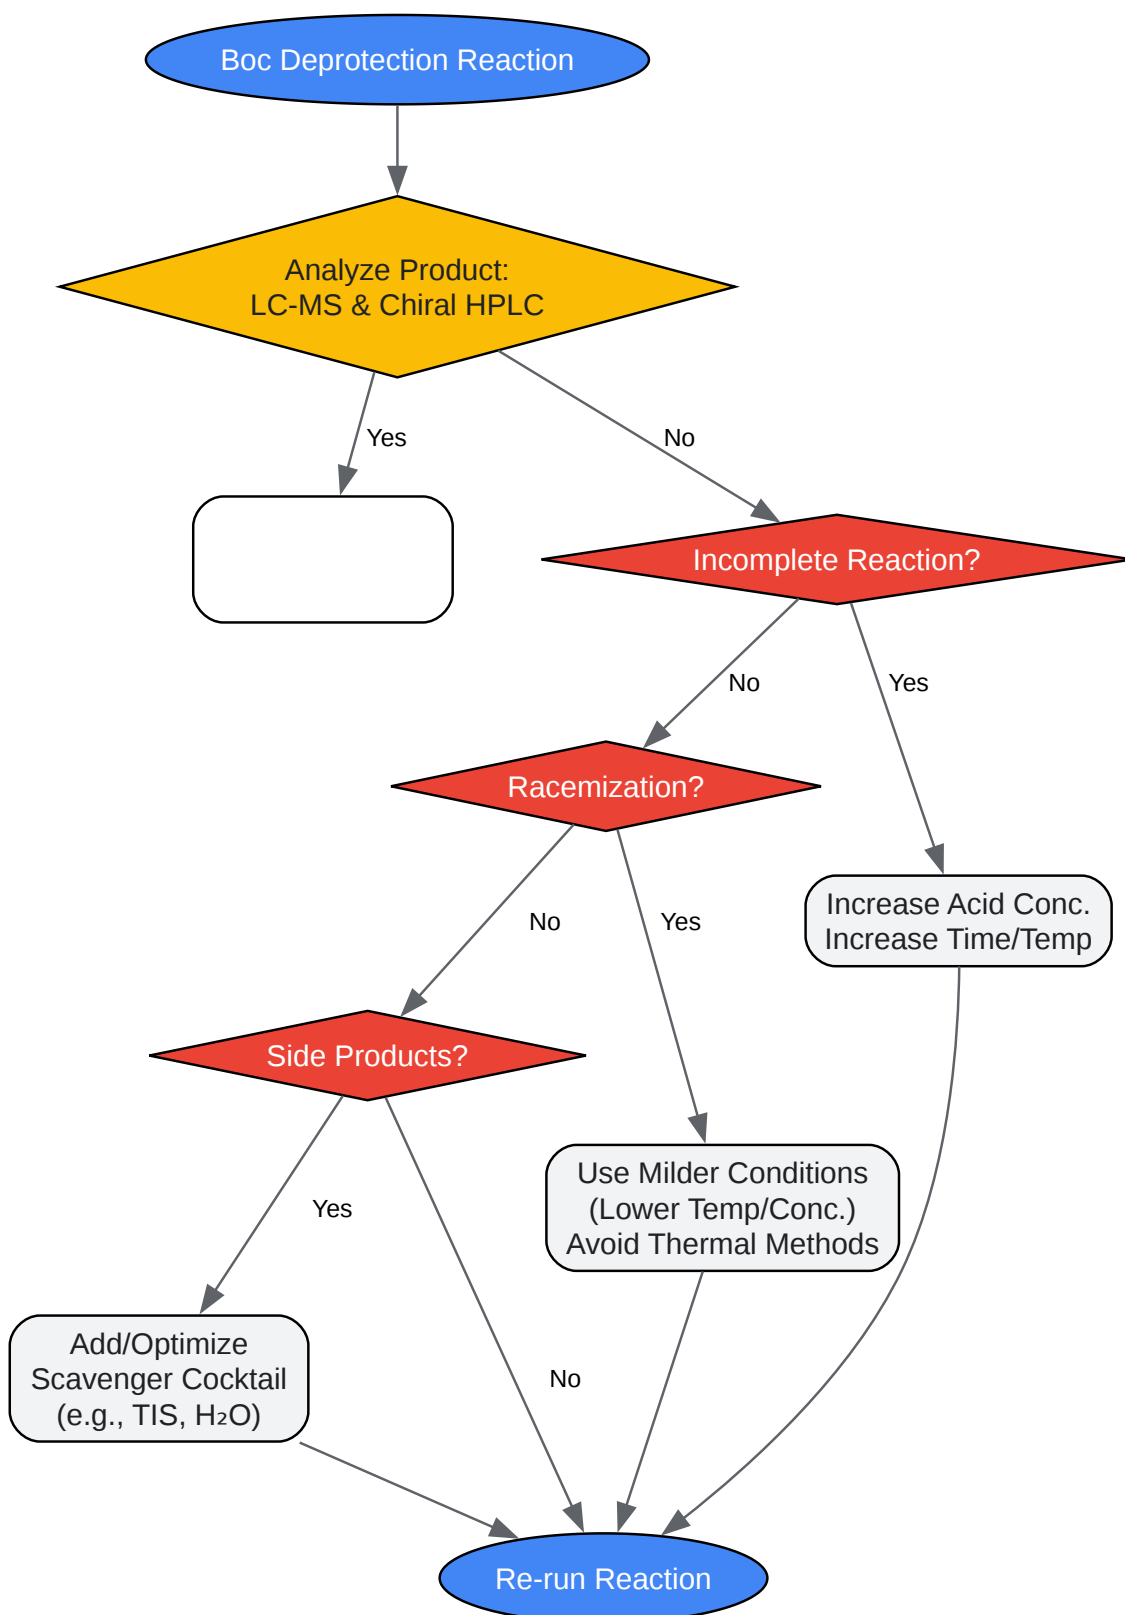 Boc Deprotection Reaction
Analyze Product:
LC-MS & Chiral HPLC
Yes
No
Incomplete Reaction?
No
Yes
Racemization?
Increase Acid Conc.
Increase Time/Temp
No
Yes
Side Products?
Use Milder Conditions
(Lower Temp/Conc.)
Avoid Thermal Methods
Yes
Add/Optimize
Scavenger Cocktail
(e.g., TIS, H₂O)
No
Re-run Reaction